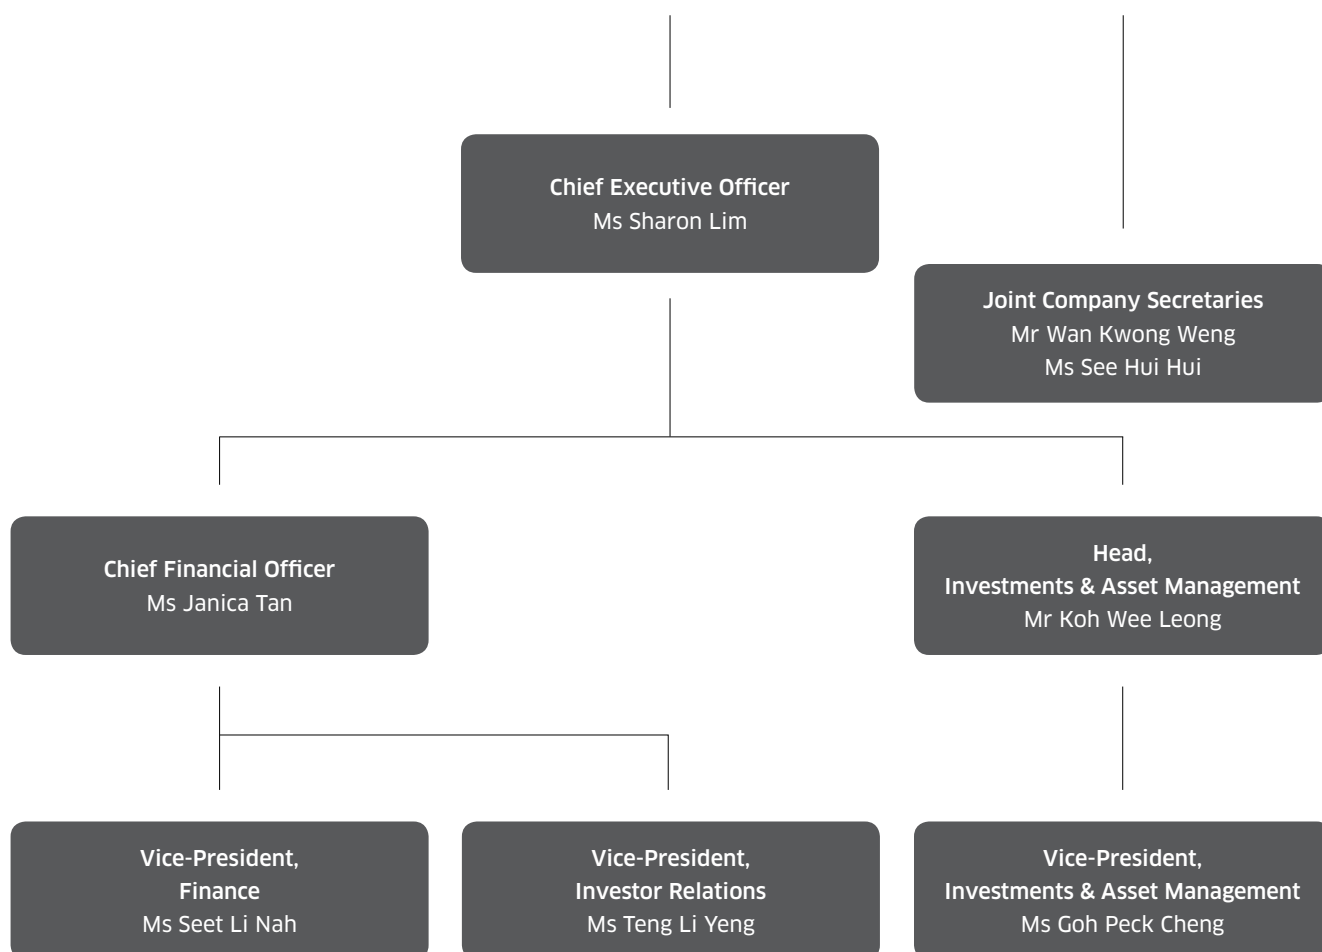 Chief Executive Officer
Ms Sharon Lim
Joint Company Secretaries
Mr Wan Kwong Weng
Ms See Hui Hui
Chief Financial Officer
Ms Janica Tan
Head,
Investments & Asset Management
Mr Koh Wee Leong
Vice-President,
Finance
Ms Seet Li Nah
Vice-President,
Investor Relations
Ms Teng Li Yeng
Vice-President,
Investments & Asset Management
Ms Goh Peck Cheng